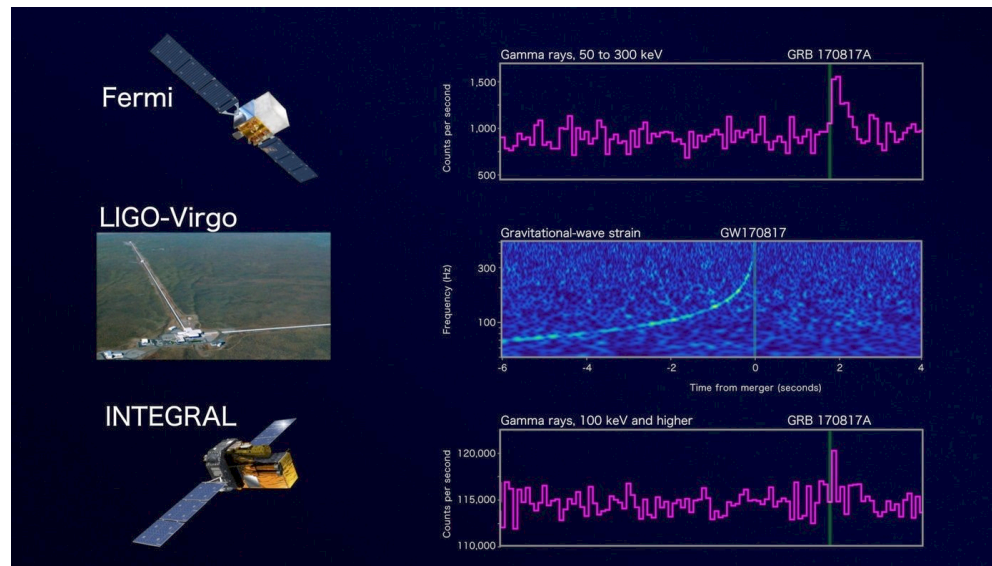 Fermi
Gamma rays, 50 to 300 keV
GRB 170817A
Counts per second
1,500
1,000
500
LIGO-Virgo
Gravitational-wave strain
GW170817
Frequency (Hz)
300
100
-6
-4
-2
0
2
4
Time from merger (seconds)
INTEGRAL
Gamma rays, 100 keV and higher
GRB 170817A
Counts per second
120,000
115,000
110,000